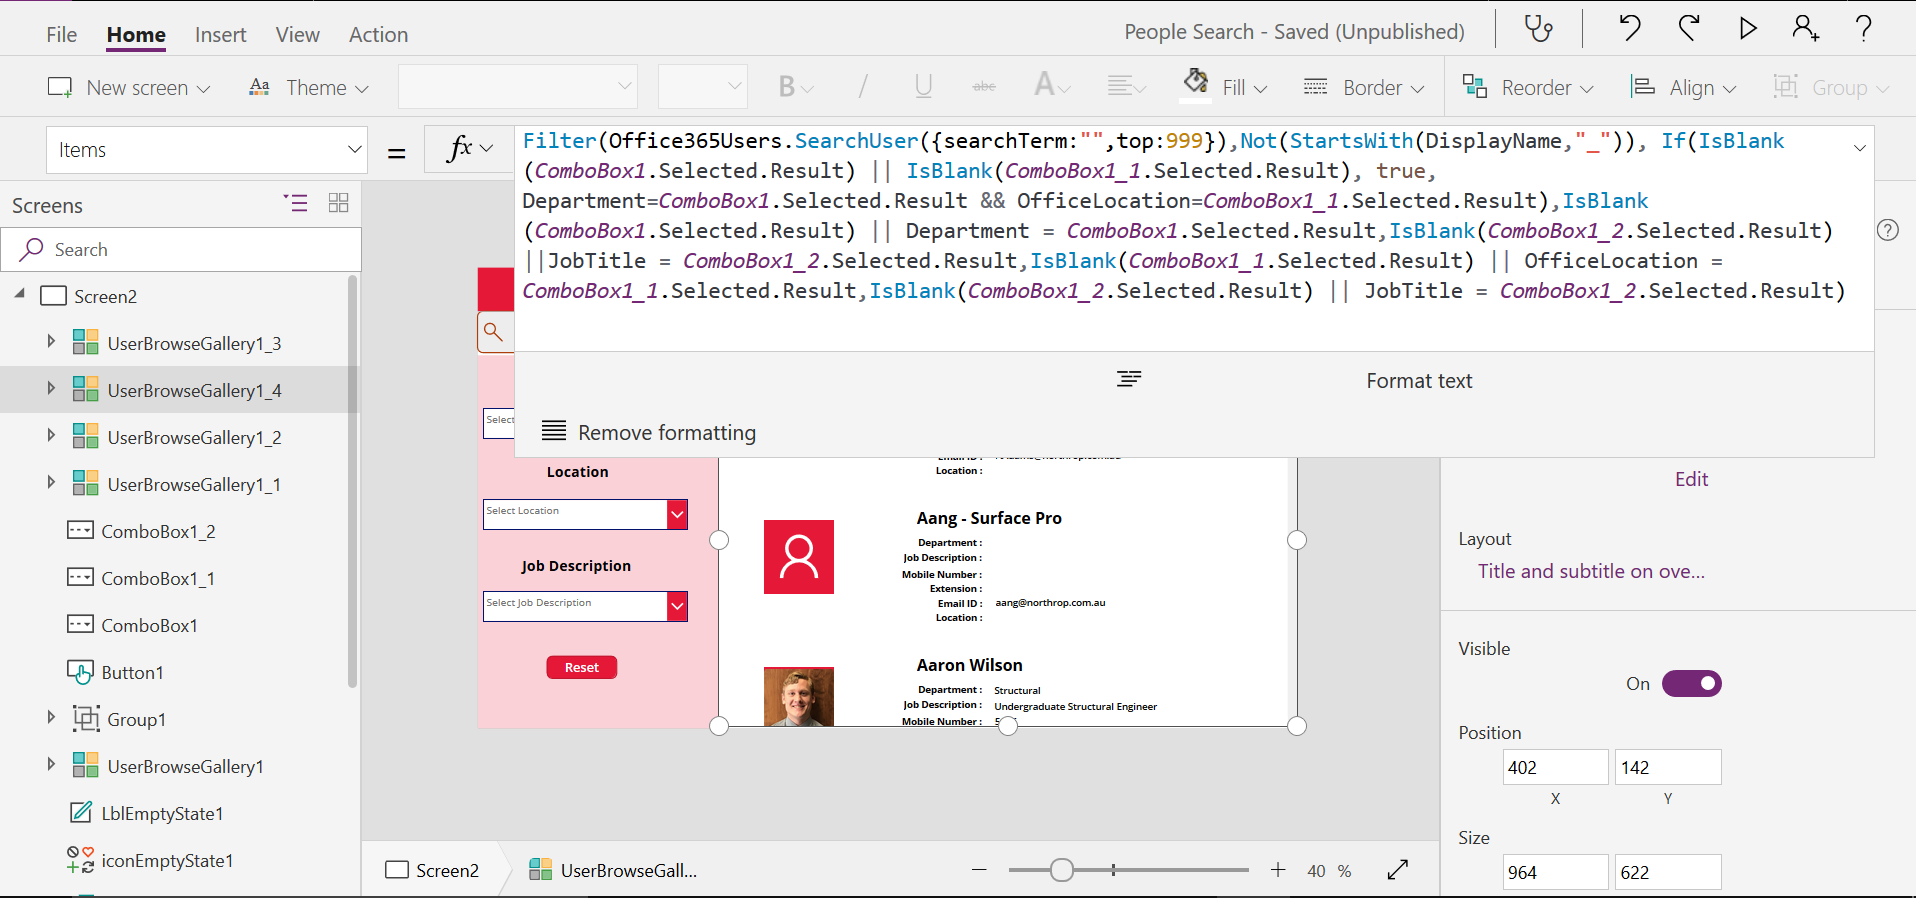 File Home Insert View Action People Search - Saved (Unpublished)
New screen Aa Theme B / U abc A Fill Border Reorder Align Group
Items = fx Filter(Office365Users.SearchUser({searchTerm:"",top:999}),Not(StartsWith(DisplayName,"_")), If(IsBlank
(ComboBox1.Selected.Result) || IsBlank(ComboBox1_1.Selected.Result), true,
Department=ComboBox1.Selected.Result && OfficeLocation=ComboBox1_1.Selected.Result),IsBlank
(ComboBox1.Selected.Result) || Department = ComboBox1.Selected.Result,IsBlank(ComboBox1_2.Selected.Result)
||JobTitle = ComboBox1_2.Selected.Result,IsBlank(ComboBox1_1.Selected.Result) || OfficeLocation =
ComboBox1_1.Selected.Result,IsBlank(ComboBox1_2.Selected.Result) || JobTitle = ComboBox1_2.Selected.Result)
Format text
Remove formatting
Screens
Search
Screen2
UserBrowseGallery1_3
UserBrowseGallery1_4
UserBrowseGallery1_2
UserBrowseGallery1_1
ComboBox1_2
ComboBox1_1
ComboBox1
Button1
Group1
UserBrowseGallery1
LblEmptyState1
iconEmptyState1
Select
Location
Select Location
Job Description
Select Job Description
Reset
Email ID :
Location :
Aang - Surface Pro
Department :
Job Description :
Mobile Number :
Extension :
Email ID : aang@northrop.com.au
Location :
Aaron Wilson
Department : Structural
Job Description : Undergraduate Structural Engineer
Mobile Number :
Screen2 UserBrowseGall... 40 %
Edit
Layout
Title and subtitle on ove...
Visible
On
Position
402 142
X Y
Size
964 622